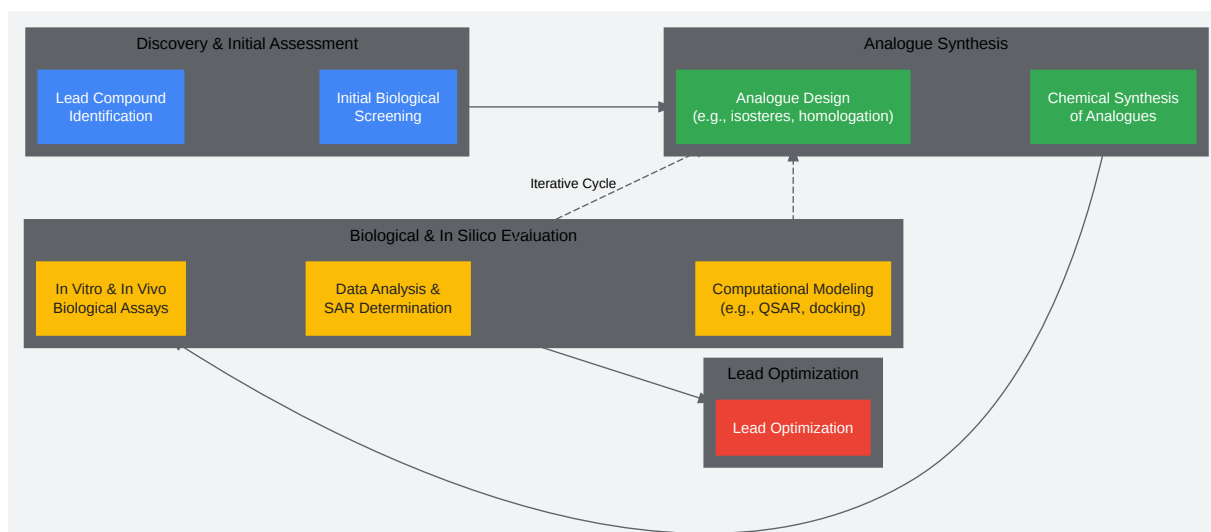 Discovery & Initial Assessment
Lead Compound
Identification
Initial Biological
Screening
Analogue Synthesis
Analogue Design
(e.g., isosteres, homologation)
Chemical Synthesis
of Analogues
Iterative Cycle
Biological & In Silico Evaluation
In Vitro & In Vivo
Biological Assays
Data Analysis &
SAR Determination
Computational Modeling
(e.g., QSAR, docking)
Lead Optimization
Lead Optimization